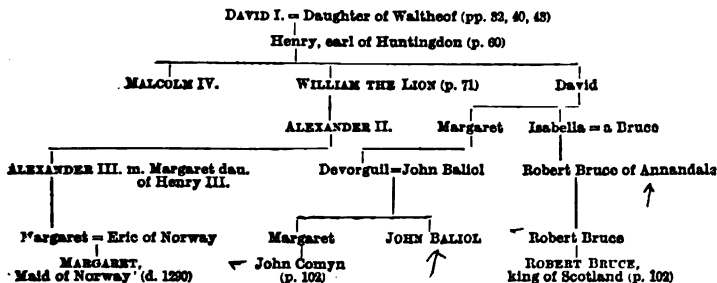 DAVID I. = Daughter of Waltheof (pp. 32, 40, 43)
Henry, earl of Huntingdon (p. 60)
MALCOLM IV. WILLIAM THE LION (p. 71) David
ALEXANDER II. Margaret Isabella = a Bruce
ALEXANDER III. m. Margaret dau. of Henry III. Devorguil = John Baliol Robert Bruce of Annandale
Margaret = Eric of Norway Margaret JOHN BALIOL Robert Bruce
MARGARET, John Comyn ROBERT BRUCE,
'Maid of Norway' (d. 1290) (p. 102) king of Scotland (p. 102)